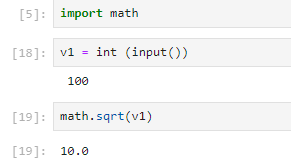 [5]: import math
[18]: v1 = int (input())
100
[19]: math.sqrt(v1)
[19]: 10.0